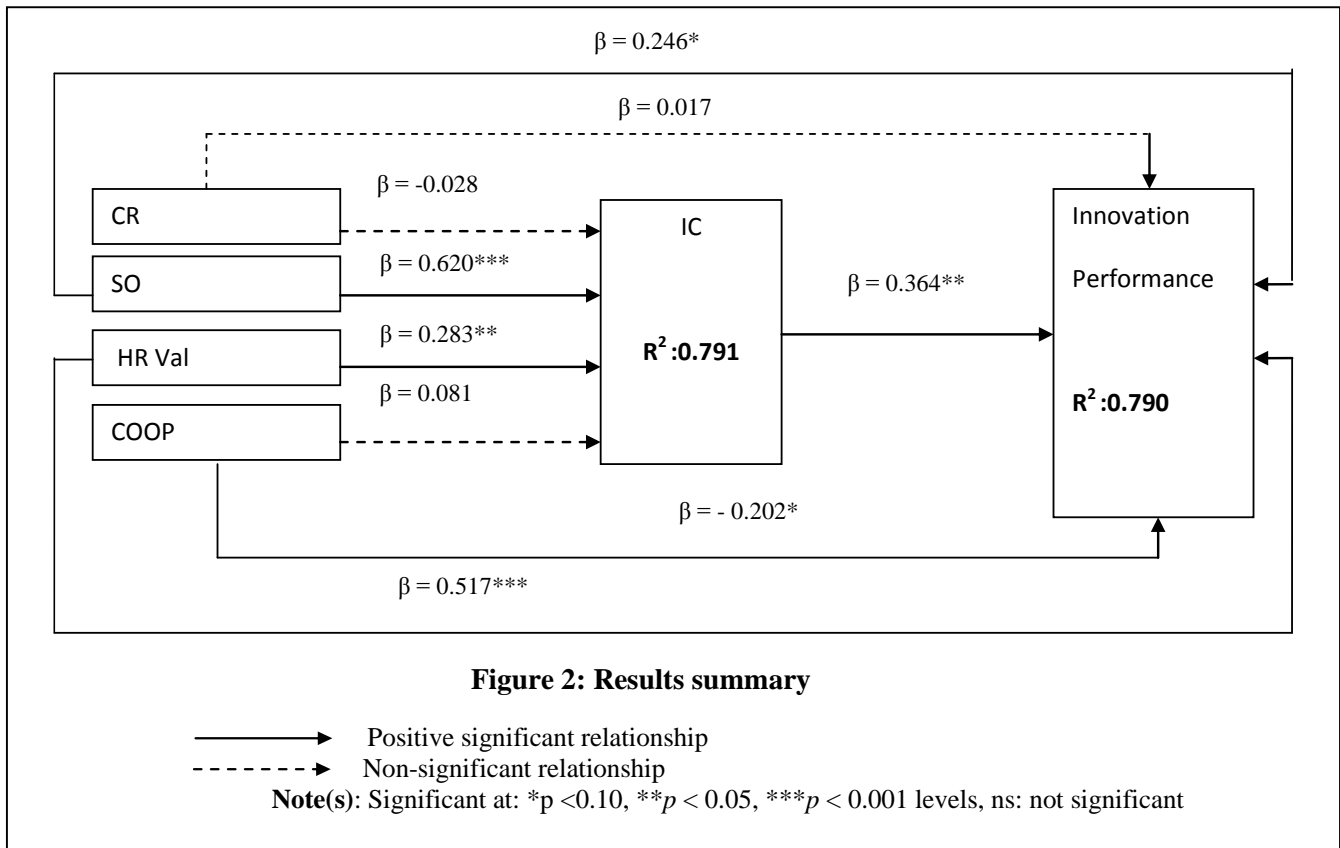 β = 0.246*
β = 0.017
β = -0.028
CR
IC
Innovation
Performance
β = 0.620***
SO
β = 0.364**
β = 0.283**
HR Val
R² :0.791
β = 0.081
R² :0.790
COOP
β = - 0.202*
β = 0.517***
Figure 2: Results summary
Positive significant relationship
Non-significant relationship
Note(s): Significant at: *p <0.10, **p < 0.05, ***p < 0.001 levels, ns: not significant